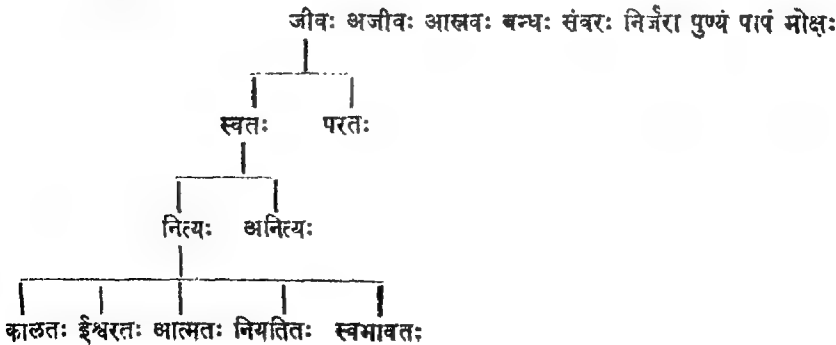 जीवः अजीवः आस्रवः बन्धः संवरः निर्जरा पुण्यं पापं मोक्षः
स्वतः परतः
नित्यः अनित्यः
कालतः ईश्वरतः आत्मतः नियतितः स्वभावतः